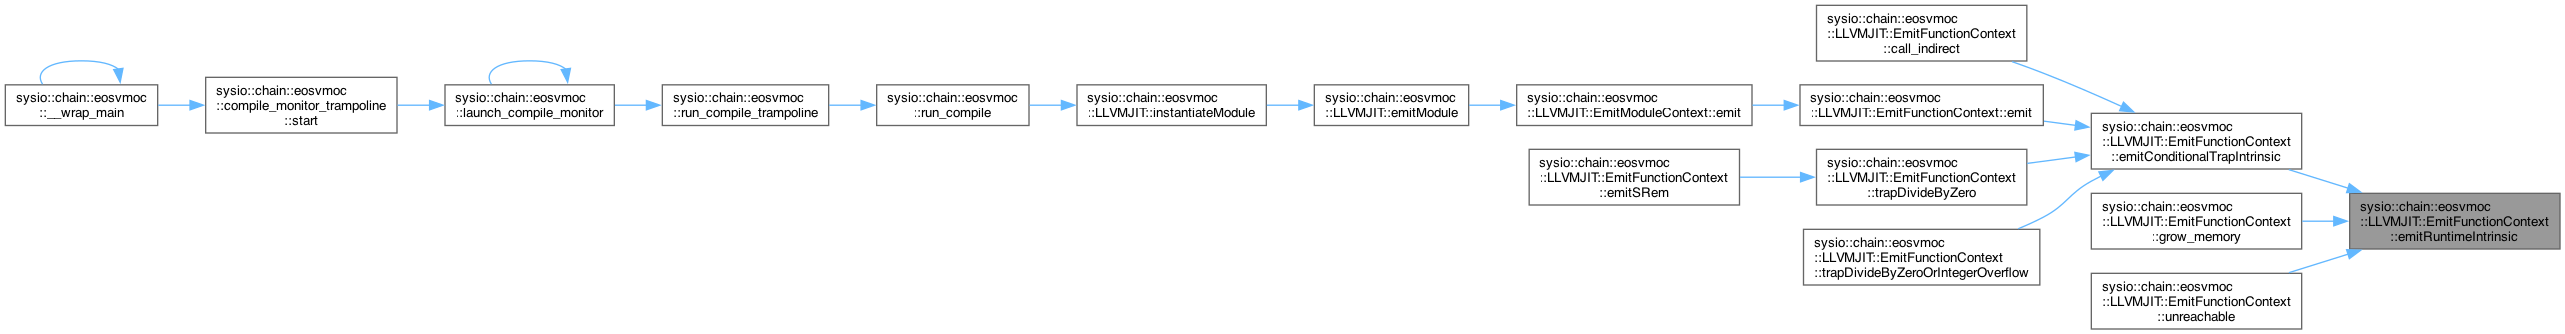 sysio::chain::eosvmoc
::__wrap_main
sysio::chain::eosvmoc
::compile_monitor_trampoline
::start
sysio::chain::eosvmoc
::launch_compile_monitor
sysio::chain::eosvmoc
::run_compile_trampoline
sysio::chain::eosvmoc
::run_compile
sysio::chain::eosvmoc
::LLVMJIT::instantiateModule
sysio::chain::eosvmoc
::LLVMJIT::emitModule
sysio::chain::eosvmoc
::LLVMJIT::EmitModuleContext::emit
sysio::chain::eosvmoc
::LLVMJIT::EmitFunctionContext
::call_indirect
sysio::chain::eosvmoc
::LLVMJIT::EmitFunctionContext::emit
sysio::chain::eosvmoc
::LLVMJIT::EmitFunctionContext
::emitSRem
sysio::chain::eosvmoc
::LLVMJIT::EmitFunctionContext
::trapDivideByZero
sysio::chain::eosvmoc
::LLVMJIT::EmitFunctionContext
::trapDivideByZeroOrIntegerOverflow
sysio::chain::eosvmoc
::LLVMJIT::EmitFunctionContext
::emitConditionalTrapIntrinsic
sysio::chain::eosvmoc
::LLVMJIT::EmitFunctionContext
::grow_memory
sysio::chain::eosvmoc
::LLVMJIT::EmitFunctionContext
::unreachable
sysio::chain::eosvmoc
::LLVMJIT::EmitFunctionContext
::emitRuntimeIntrinsic